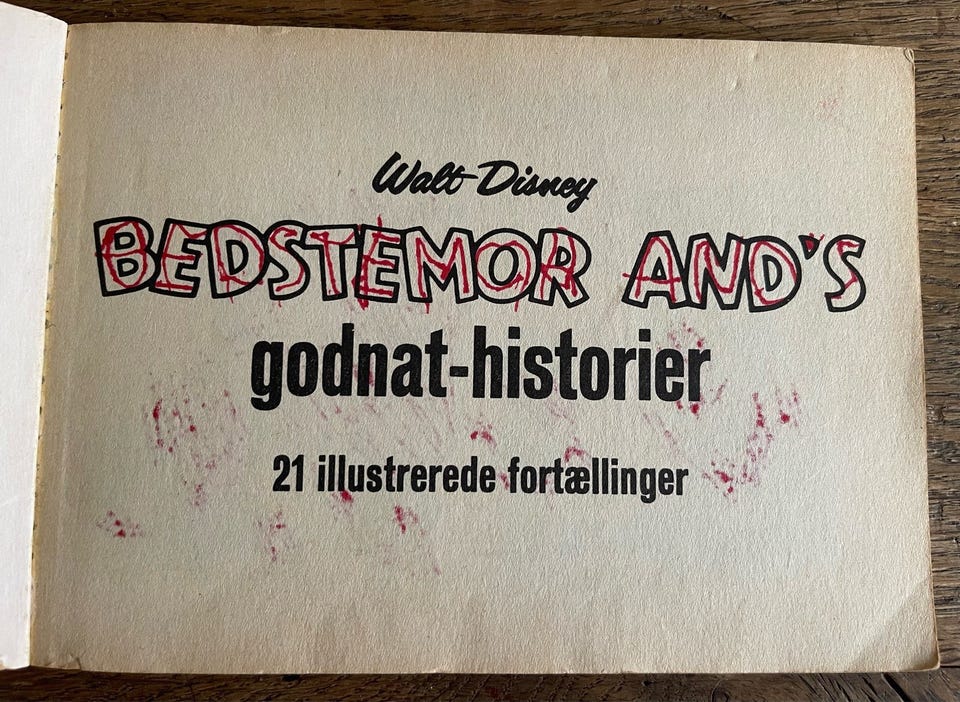 Walt Disney
BEDSTEMOR AND'S
godnat-historier
21 illustrerede fortællinger